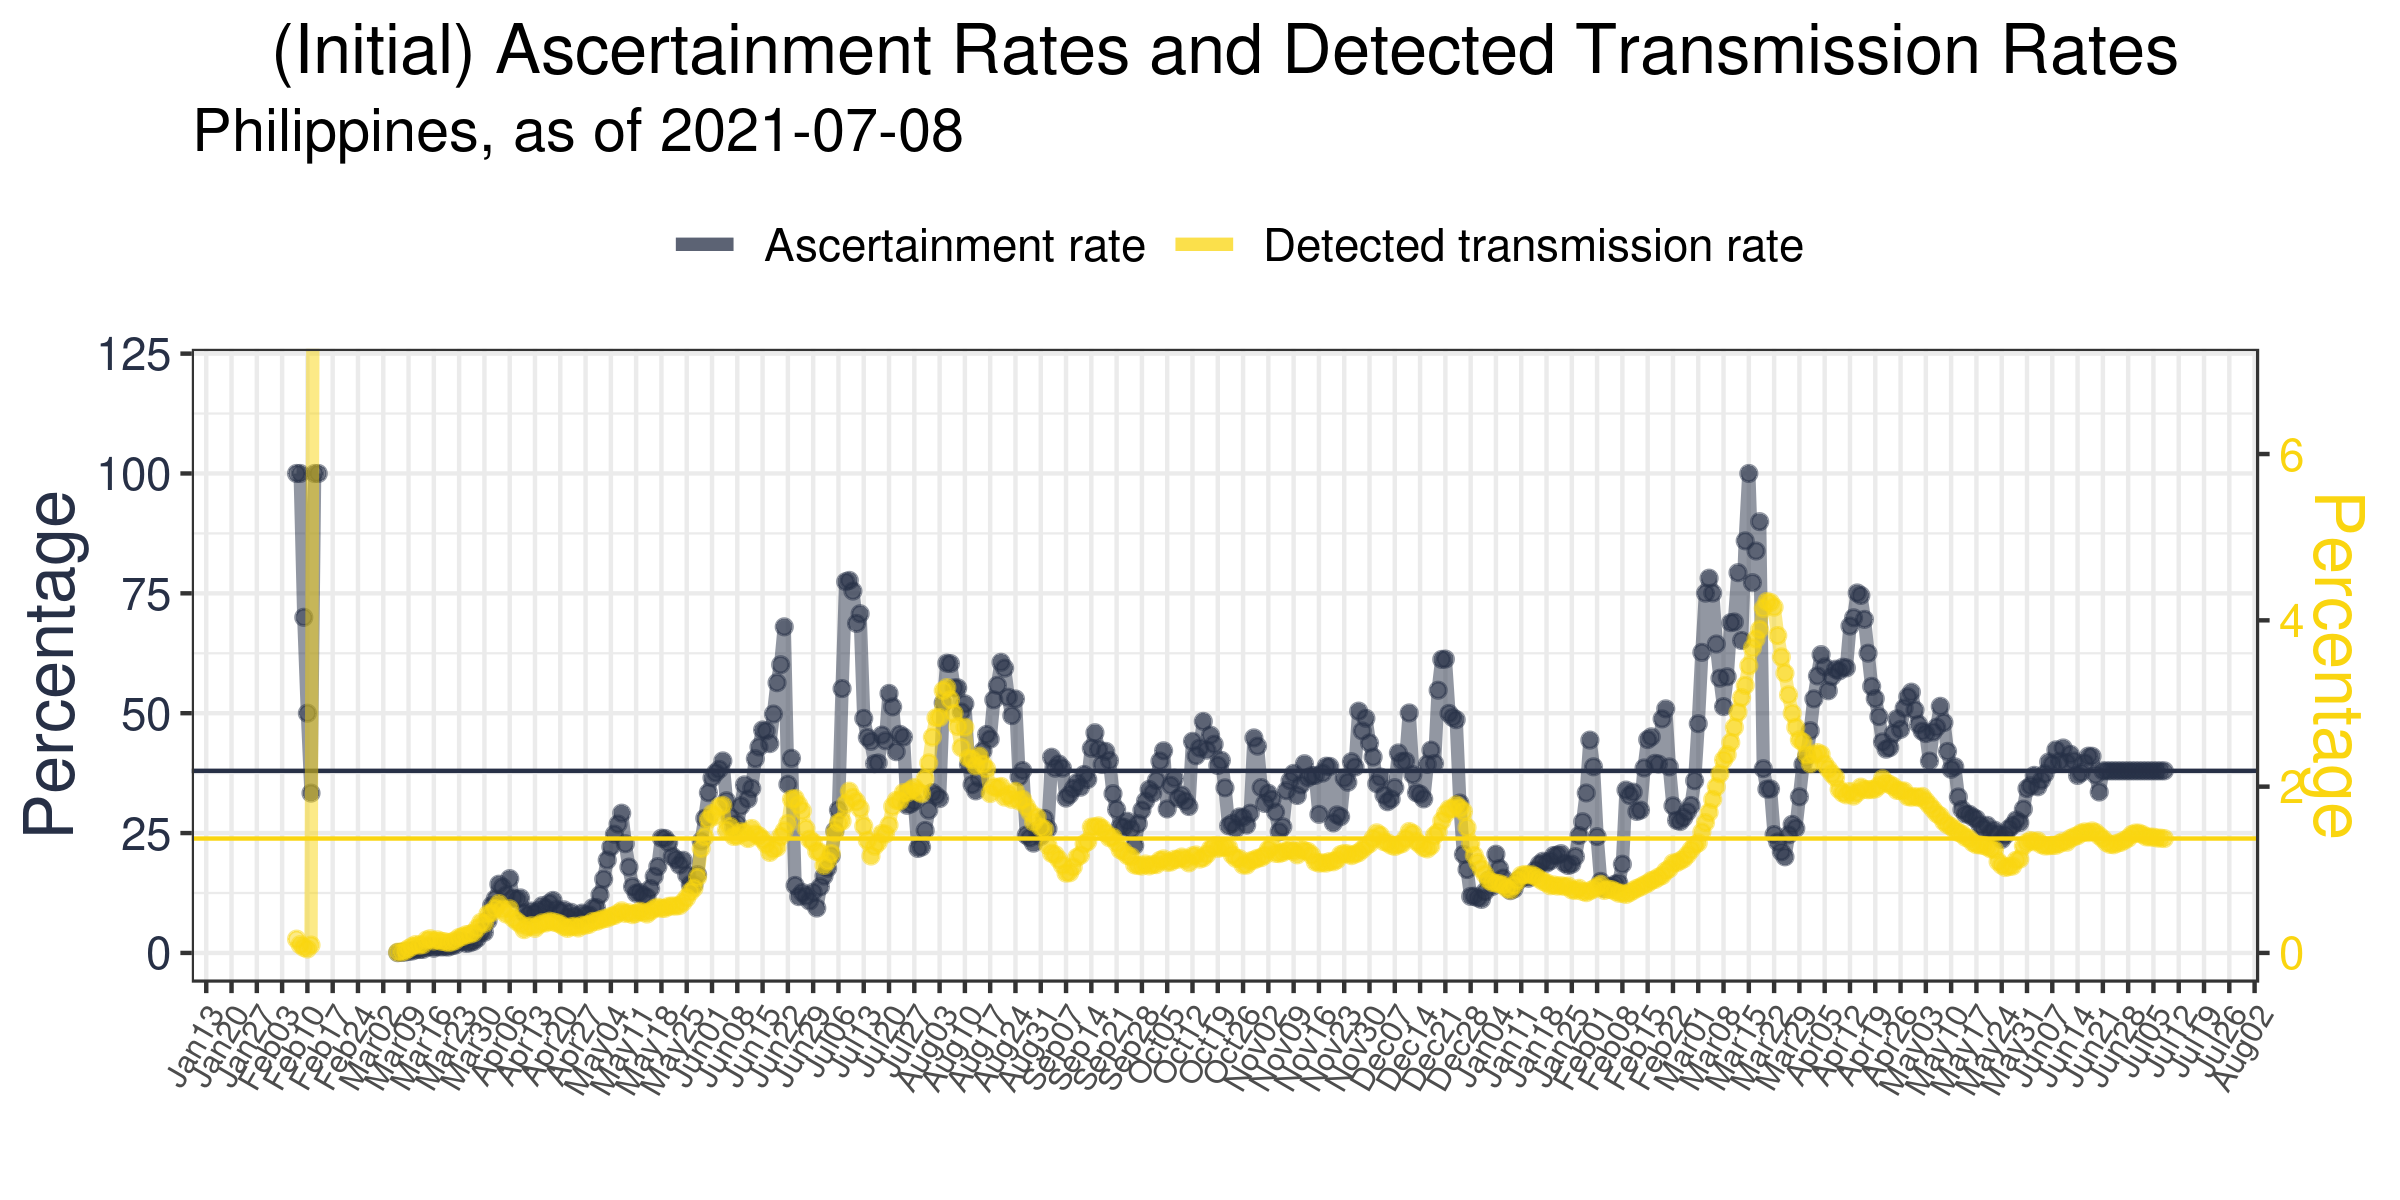 (Initial) Ascertainment Rates and Detected Transmission Rates
Philippines, as of 2021-07-08
Ascertainment rate
Detected transmission rate
Percentage
125
100
75
50
25
0
6
4
2
0
Percentage
Jan13
Jan20
Jan27
Feb03
Feb10
Feb17
Feb24
Mar02
Mar09
Mar16
Mar23
Mar30
Apr06
Apr13
Apr20
Apr27
May04
May11
May18
May25
Jun01
Jun08
Jun15
Jun22
Jun29
Jul06
Jul13
Jul20
Jul27
Aug03
Aug10
Aug17
Aug24
Aug31
Sep07
Sep14
Sep21
Sep28
Oct05
Oct12
Oct19
Oct26
Nov02
Nov09
Nov16
Nov23
Nov30
Dec07
Dec14
Dec21
Dec28
Jan04
Jan11
Jan18
Jan25
Feb01
Feb08
Feb15
Feb22
Mar01
Mar08
Mar15
Mar22
Mar29
Apr05
Apr12
Apr19
Apr26
May03
May10
May17
May24
May31
Jun07
Jun14
Jun21
Jun28
Jul05
Jul12
Jul19
Jul26
Aug02